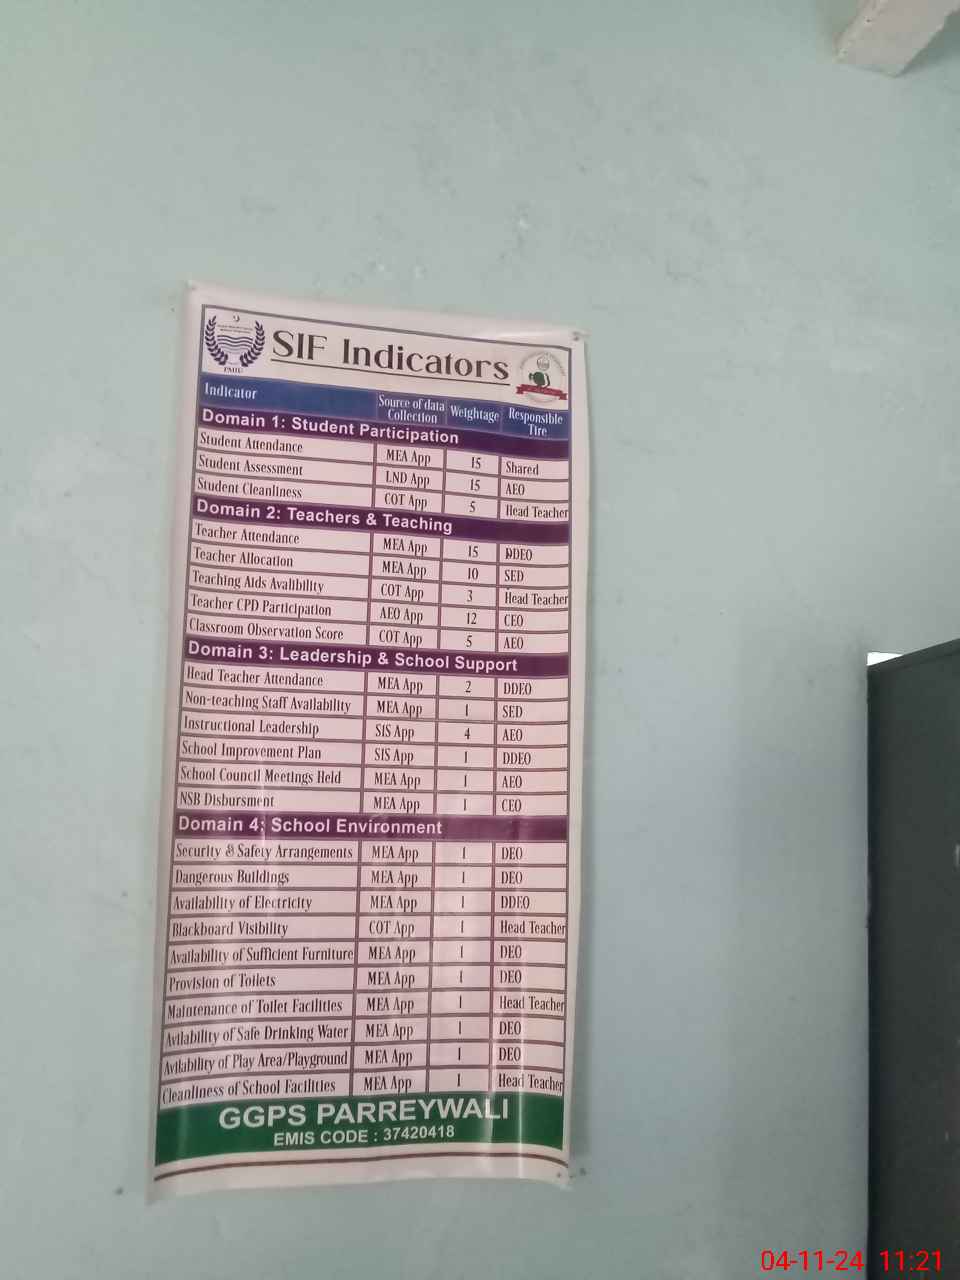 PMIU
SIF Indicators
Indicator Source of data Collection Weightage Responsible Tire
Domain 1: Student Participation
Student Attendance MEA App 15 Shared
Student Assessment LND App 15 AEO
Student Cleanliness COT App 5 Head Teacher
Domain 2: Teachers & Teaching
Teacher Attendance MEA App 15 DDEO
Teacher Allocation MEA App 10 SED
Teaching Aids Avalibility COT App 3 Head Teacher
Teacher CPD Participation AEO App 12 CEO
Classroom Observation Score COT App 5 AEO
Domain 3: Leadership & School Support
Head Teacher Attendance MEA App 2 DDEO
Non-teaching Staff Availability MEA App 1 SED
Instructional Leadership SIS App 4 AEO
School Improvement Plan SIS App 1 DDEO
School Council Meetings Held MEA App 1 AEO
NSB Disbursment MEA App 1 CEO
Domain 4: School Environment
Security & Safety Arrangements MEA App 1 DEO
Dangerous Buildings MEA App 1 DEO
Availability of Electricity MEA App 1 DDEO
Blackboard Visibility COT App 1 Head Teacher
Availability of Sufficient Furniture MEA App 1 DEO
Provision of Toilets MEA App 1 DEO
Maintenance of Toilet Facilities MEA App 1 Head Teacher
Avilability of Safe Drinking Water MEA App 1 DEO
Avilability of Play Area/Playground MEA App 1 DEO
Cleanliness of School Facilities MEA App 1 Head Teacher
GGPS PARREYWALI
EMIS CODE : 37420418
04-11-24 11:21